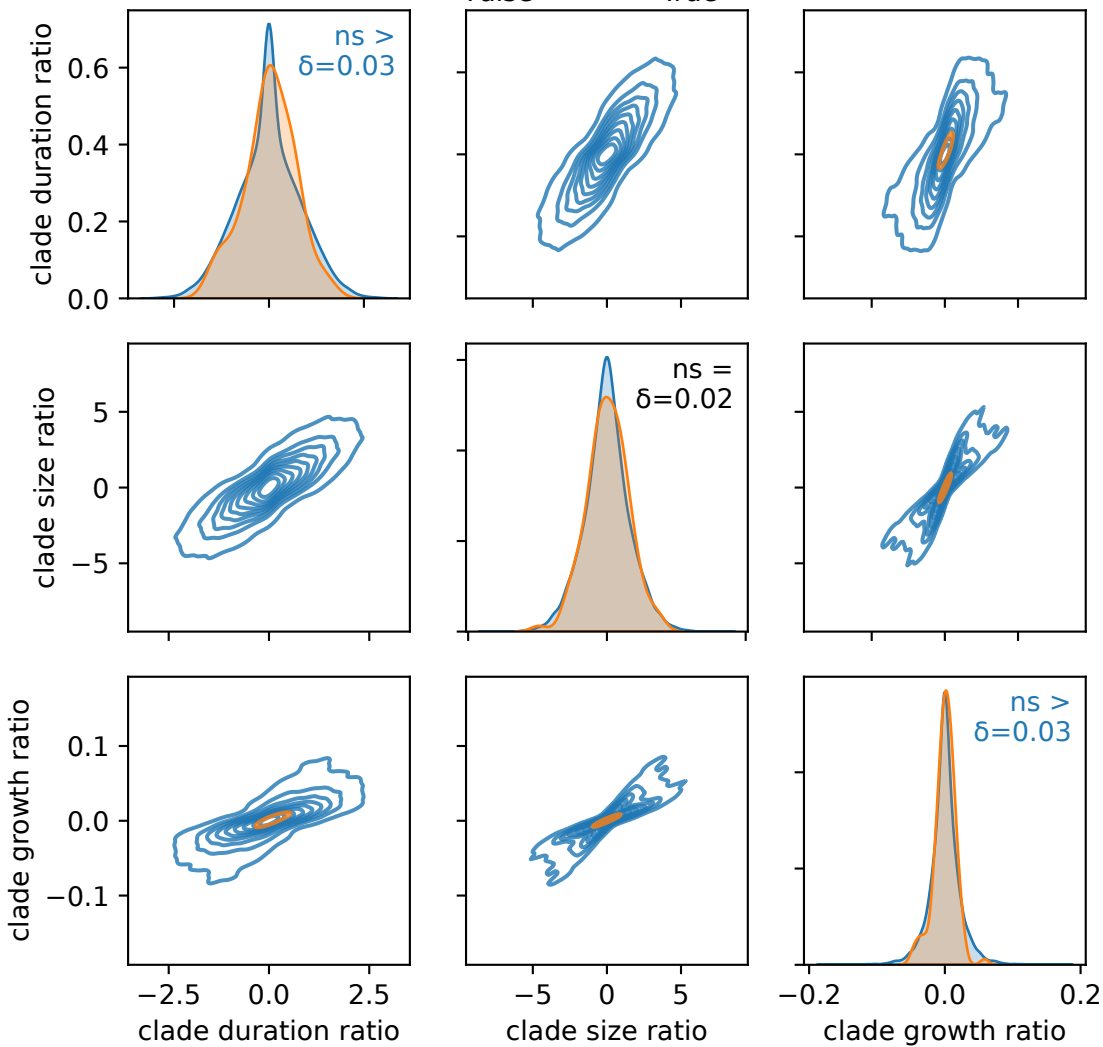 clade duration ratio
0.6
0.4
0.2
0.0
ns >
δ=0.03
clade size ratio
5
0
−5
ns =
δ=0.02
−5
0
5
clade growth ratio
0.1
0.0
−0.1
ns >
δ=0.03
−2.5
0.0
2.5
−5
0
5
−0.2
0.0
0.2
clade duration ratio
clade size ratio
clade growth ratio